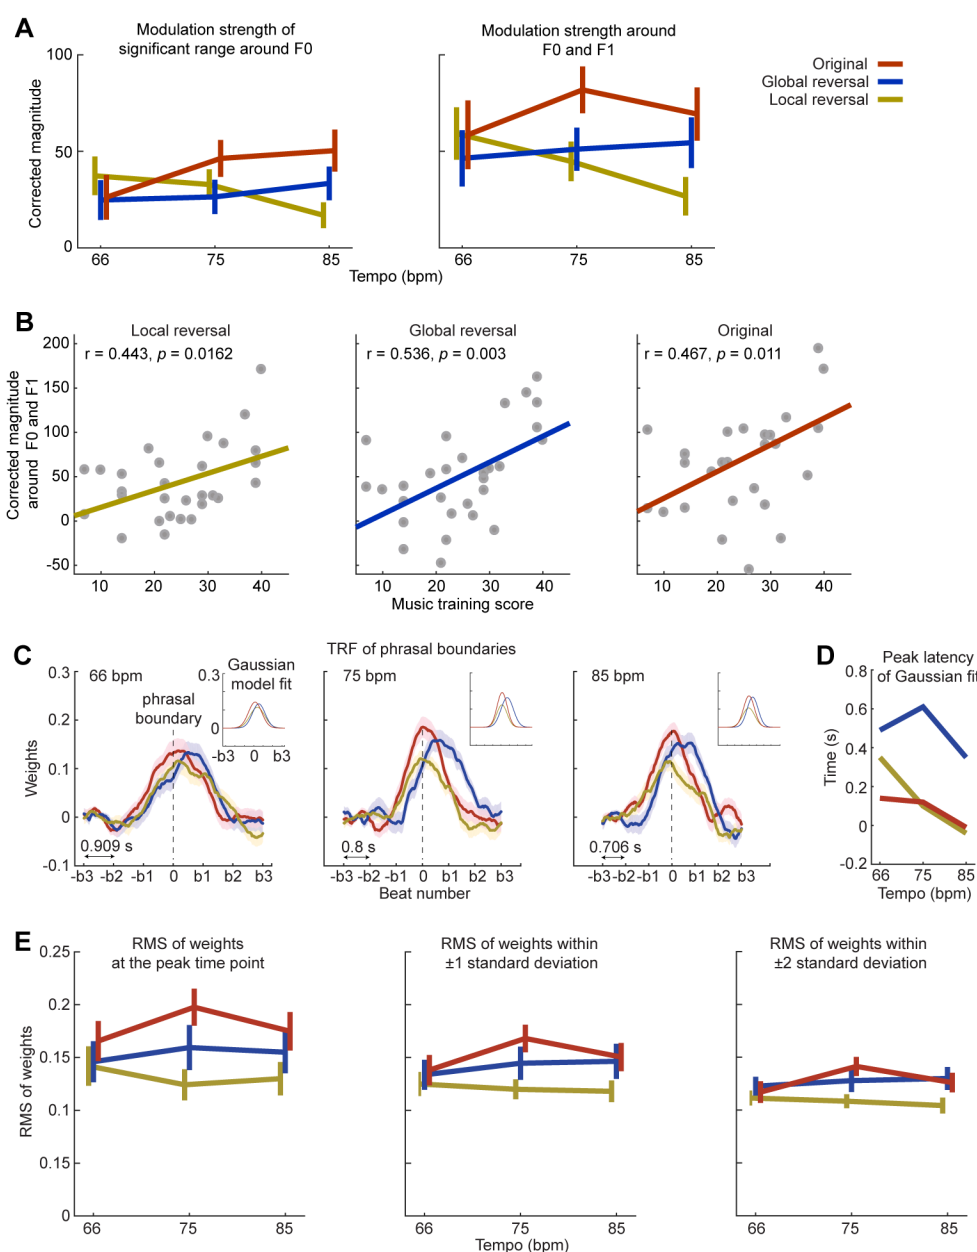 A
Modulation strength of
significant range around F0
Modulation strength around
F0 and F1
Original
Global reversal
Local reversal
Corrected magnitude
100
50
0
66 75 85
66 75 85
Tempo (bpm)
B
Local reversal
r = 0.443, p = 0.0162
Global reversal
r = 0.536, p = 0.003
Original
r = 0.467, p = 0.011
Corrected magnitude
around F0 and F1
200
150
100
50
0
-50
10 20 30 40
10 20 30 40
10 20 30 40
Music training score
C
TRF of phrasal boundaries
66 bpm
Gaussian
model fit
0.3
0
-b3 0 b3
phrasal
boundary
75 bpm
85 bpm
Weights
0.3
0.2
0.1
0
-0.1
0.909 s
0.8 s
0.706 s
-b3 -b2 -b1 0 b1 b2 b3
-b3 -b2 -b1 0 b1 b2 b3
-b3 -b2 -b1 0 b1 b2 b3
Beat number
D
Peak latency
of Gaussian fit
Time (s)
0.8
0.6
0.4
0.2
0
-0.2
66 75 85
Tempo (bpm)
E
RMS of weights
at the peak time point
RMS of weights within
±1 standard deviation
RMS of weights within
±2 standard deviation
RMS of weights
0.25
0.2
0.15
0.1
0.15
0
66 75 85
66 75 85
66 75 85
Tempo (bpm)